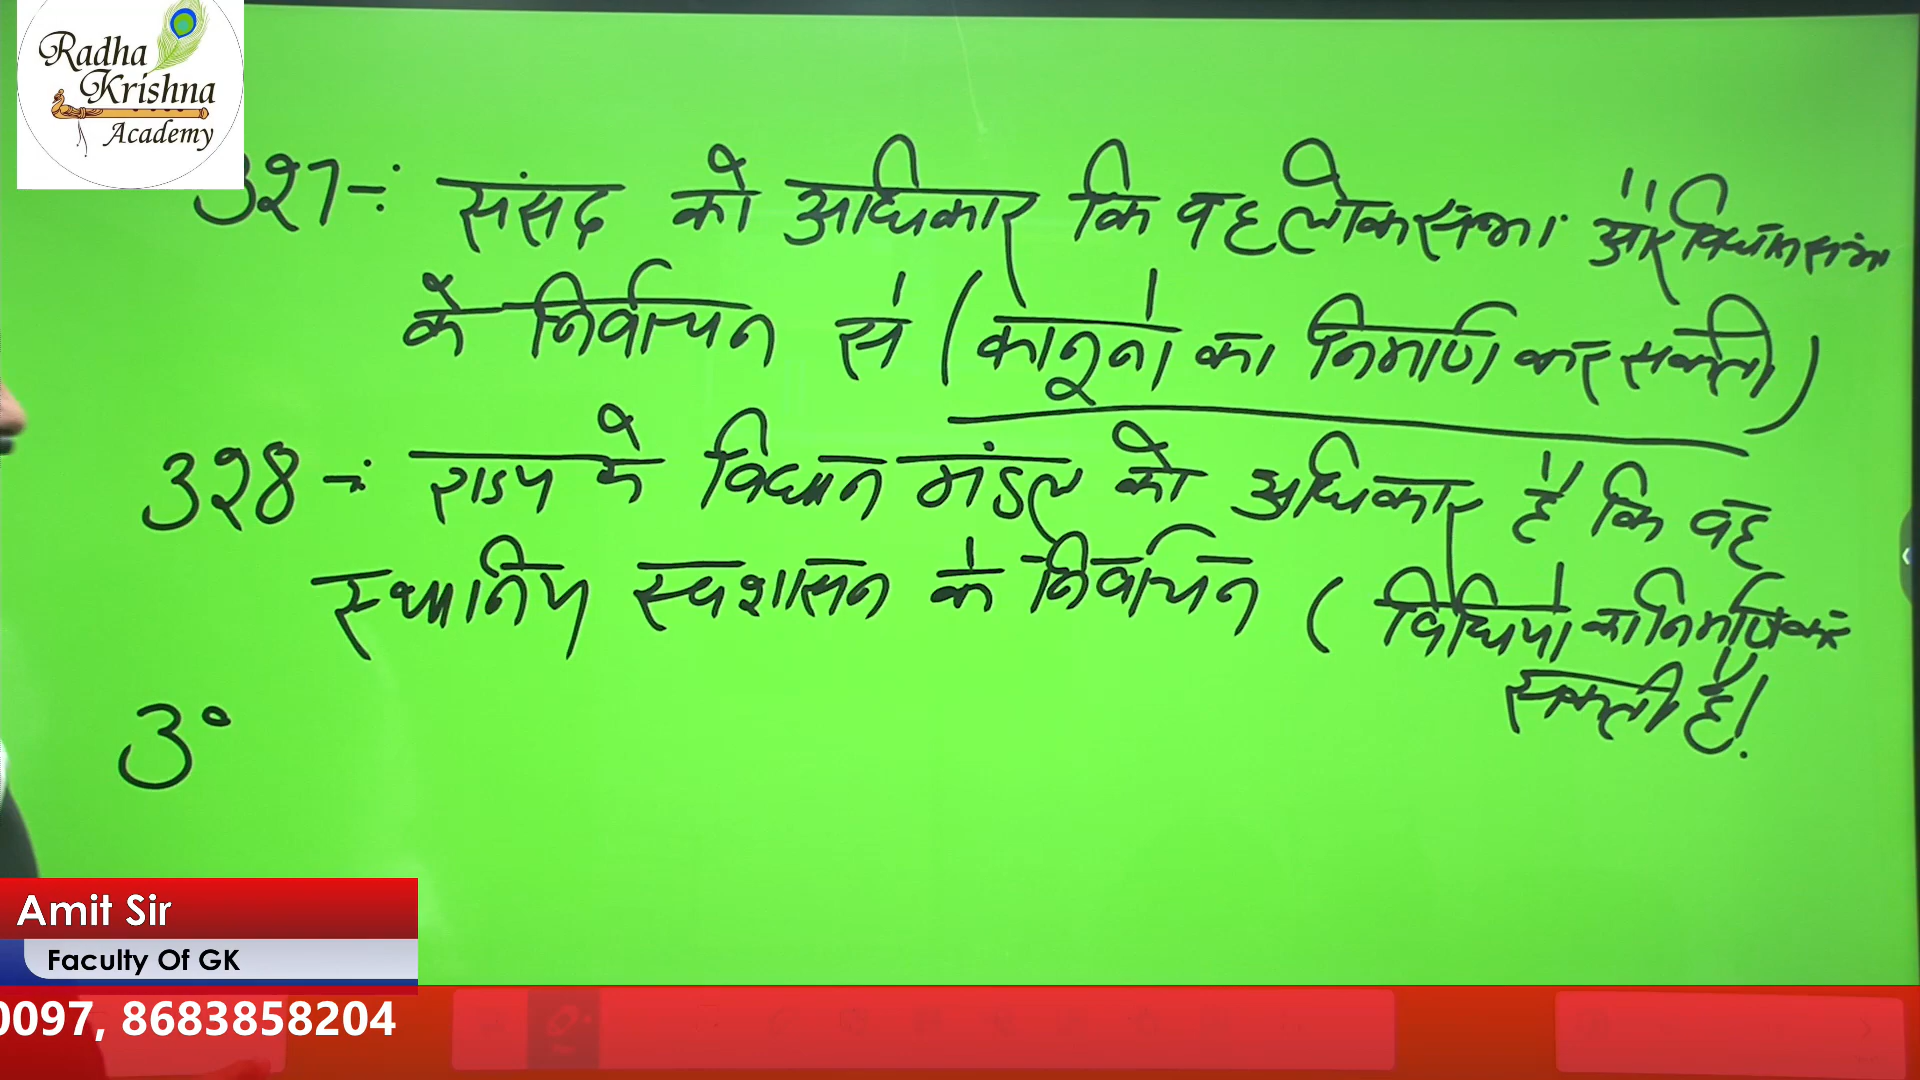 Radha
Krishna
Academy
327-: संसद को अधिकार कि वह लोकसभा और विधानसभा
के निर्वाचन से (कानूनो का निर्माण कर सकती)
328-: राज्य के विधान मंडल को अधिकार है कि वह
स्थानिय स्वशासन के निर्वाचन (विधियो का निर्माण कर
सकती है।
3
Amit Sir
Faculty Of GK
0097, 8683858204